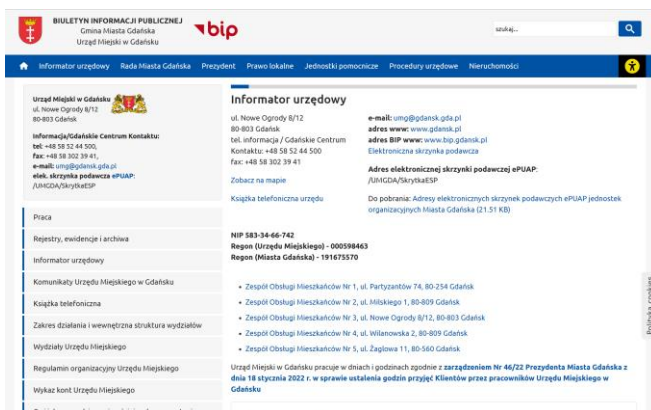 BIULETYN INFORMACJI PUBLICZNEJ
Gmina Miasta Gdańska
Urząd Miejski w Gdańsku
bip
szukaj...
Informator urzędowy Rada Miasta Gdańska Prezydent Prawo lokalne Jednostki pomocnicze Procedury urzędowe Nieruchomości
Urząd Miejski w Gdańsku
ul. Nowe Ogrody 8/12
80-803 Gdańsk
Informacja/Gdańskie Centrum Kontaktu:
tel: +48 58 52 44 500,
fax: +48 58 302 39 41,
e-mail: umg@gdansk.gda.pl
elek. skrzynka podawcza ePUAP:
/UMGDA/SkrytkaESP
Praca
Rejestry, ewidencje i archiwa
Informator urzędowy
Komunikaty Urzędu Miejskiego w Gdańsku
Książka telefoniczna
Zakres działania i wewnętrzna struktura wydziałów
Wydziały Urzędu Miejskiego
Regulamin organizacyjny Urzędu Miejskiego
Wykaz kont Urzędu Miejskiego
Informator urzędowy
ul. Nowe Ogrody 8/12
80-803 Gdańsk
tel. informacja / Gdańskie Centrum
Kontaktu: +48 58 52 44 500
fax: +48 58 302 39 41
Zobacz na mapie
Książka telefoniczna urzędu
e-mail: umg@gdansk.gda.pl
adres www: www.gdansk.pl
adres BIP www: www.bip.gdansk.pl
Elektroniczna skrzynka podawcza
Adres elektronicznej skrzynki podawczej ePUAP:
/UMGDA/SkrytkaESP
Do pobrania: Adresy elektronicznych skrzynek podawczych ePUAP jednostek
organizacyjnych Miasta Gdańska (21.51 KB)
NIP 583-34-66-742
Regon (Urzędu Miejskiego) - 000598463
Regon (Miasta Gdańska) - 191675570
• Zespół Obsługi Mieszkańców Nr 1, ul. Partyzantów 74, 80-254 Gdańsk
• Zespół Obsługi Mieszkańców Nr 2, ul. Milskiego 1, 80-809 Gdańsk
• Zespół Obsługi Mieszkańców Nr 3, ul. Nowe Ogrody 8/12, 80-803 Gdańsk
• Zespół Obsługi Mieszkańców Nr 4, ul. Wilanowska 2, 80-809 Gdańsk
• Zespół Obsługi Mieszkańców Nr 5, ul. Żaglowa 11, 80-560 Gdańsk
Urząd Miejski w Gdańsku pracuje w dniach i godzinach zgodnie z zarządzeniem Nr 46/22 Prezydenta Miasta Gdańska z
dnia 18 stycznia 2022 r. w sprawie ustalenia godzin przyjęć Klientów przez pracowników Urzędu Miejskiego w
Gdańsku
Polityka cookies